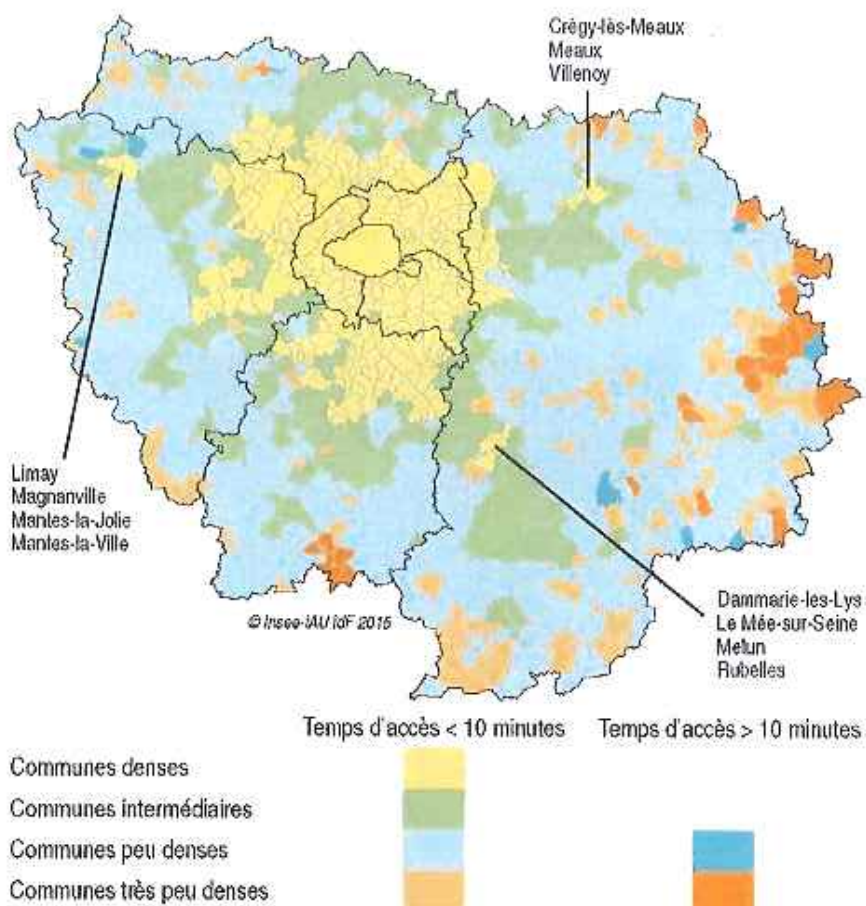 Crégy-lès-Meaux
Meaux
Villenoy
Limay
Magnanville
Mantes-la-Jolie
Mantes-la-Ville
© Insee-IAU îdF 2015
Dammarie-les-Lys
Le Mée-sur-Seine
Melun
Rubelles
Temps d'accès < 10 minutes Temps d'accès > 10 minutes
Communes denses
Communes intermédiaires
Communes peu denses
Communes très peu denses